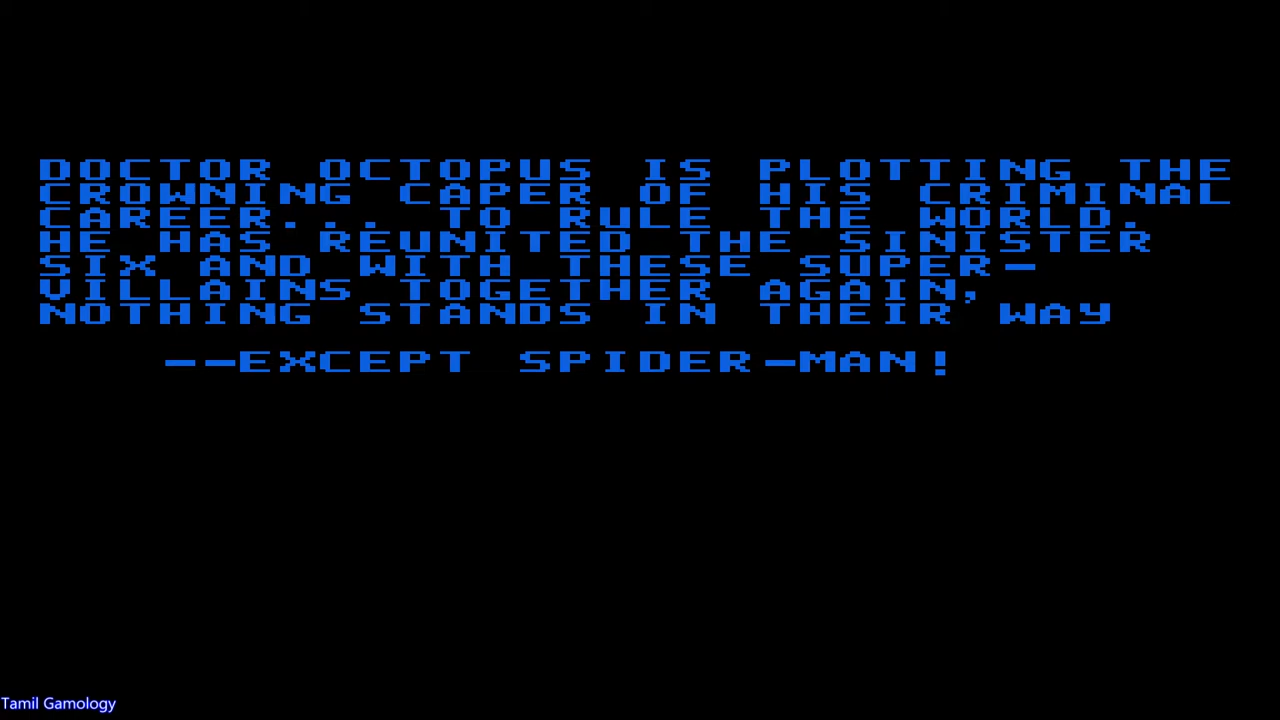 DOCTOR OCTOPUS IS PLOTTING THE
CROWNING CAPER OF HIS CRIMINAL
CAREER... TO RULE THE WORLD.
HE HAS REUNITED THE SINISTER
SIX AND WITH THESE SUPER-
VILLAINS TOGETHER AGAIN,
NOTHING STANDS IN THEIR WAY
--EXCEPT SPIDER-MAN!
Tamil Gamology